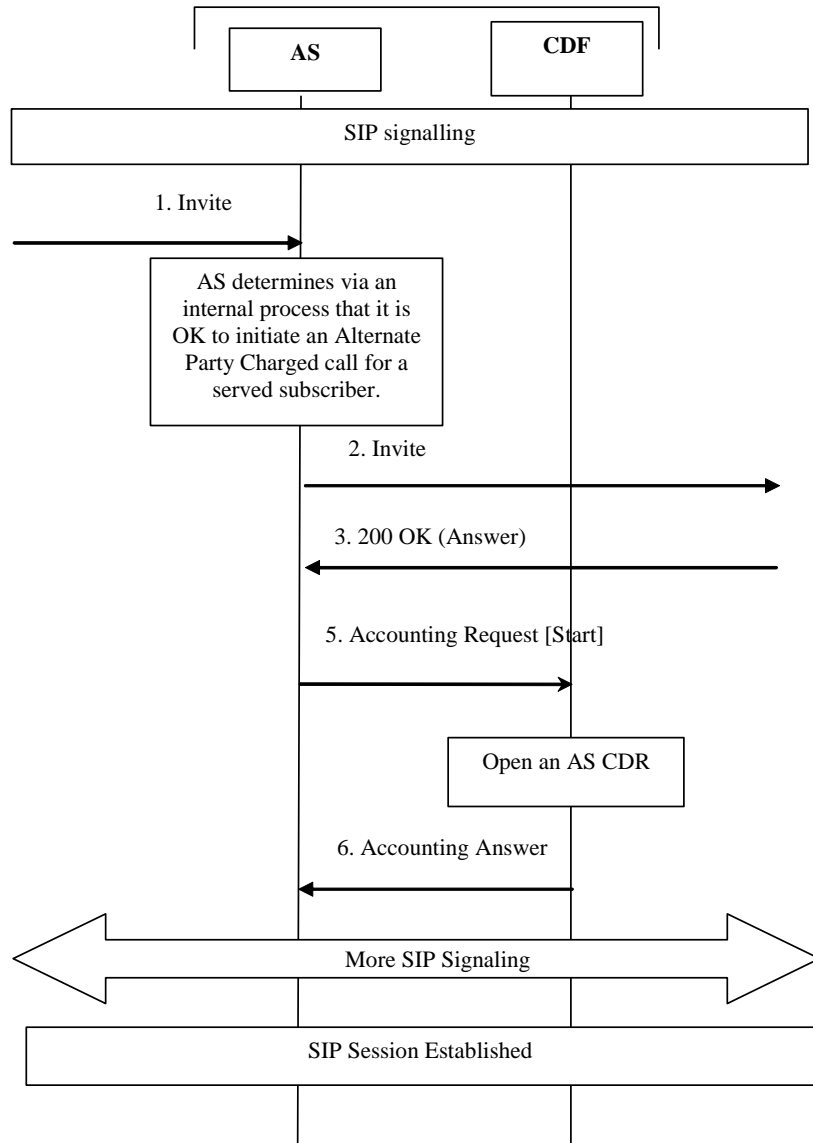 AS
CDF
SIP signalling
1. Invite
AS determines via an
internal process that it is
OK to initiate an Alternate
Party Charged call for a
served subscriber.
2. Invite
3. 200 OK (Answer)
5. Accounting Request [Start]
Open an AS CDR
6. Accounting Answer
More SIP Signaling
SIP Session Established